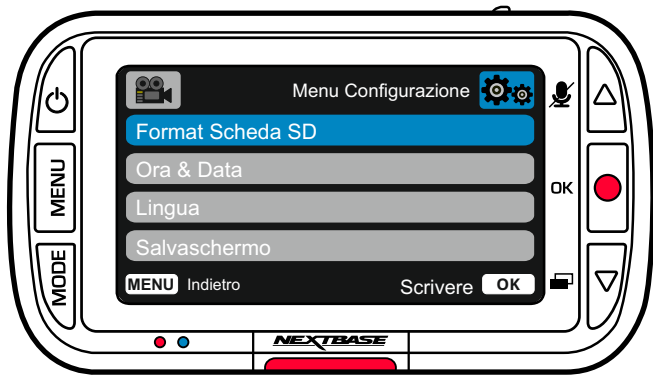 Menu Configurazione
Format Scheda SD
Ora & Data
Lingua
Salvaschermo
MENU Indietro
Scrivere OK
MENU
MODE
OK
NEXTBASE